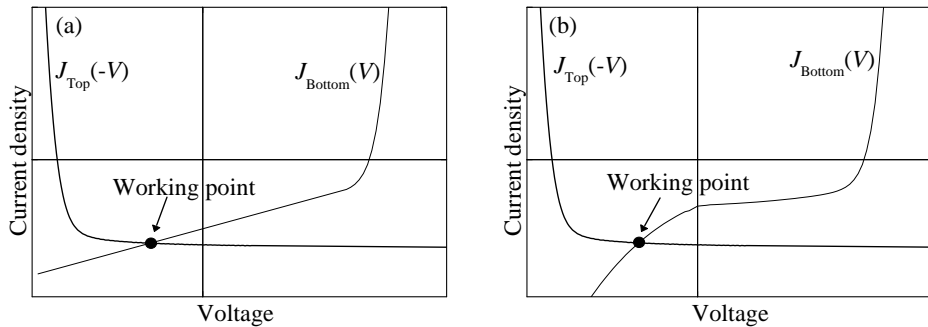 (a)
J_Top(-V)
J_Bottom(V)
Current density
Working point
Voltage
(b)
J_Top(-V)
J_Bottom(V)
Current density
Working point
Voltage